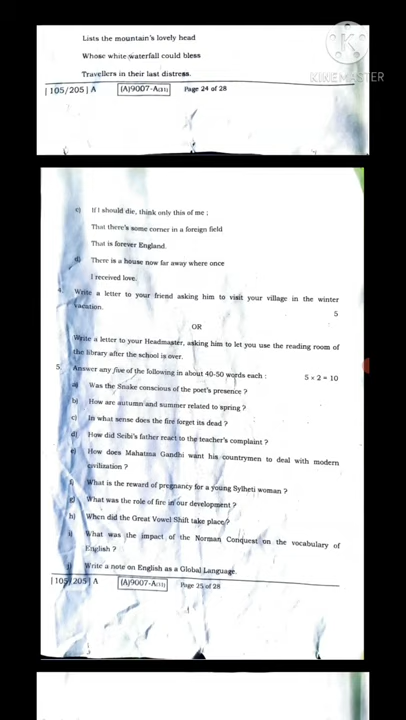 Lists the mountain's lovely head
Whose white waterfall could bless
Travellers in their last distress.
| 105/205 | A (A)9007-A(11) Page 24 of 28
KINEMASTER
c) If I should die, think only this of me ;
That there's some corner in a foreign field
That is forever England.
d) There is a house now far away where once
I received love.
4. Write a letter to your friend asking him to visit your village in the winter
vacation. 5
OR
Write a letter to your Headmaster, asking him to let you use the reading room of
the library after the school is over.
5. Answer any five of the following in about 40-50 words each : 5 x 2 = 10
a) Was the Snake conscious of the poet's presence ?
b) How are autumn and summer related to spring ?
c) In what sense does the fire forget its dead ?
d) How did Seibi's father react to the teacher's complaint ?
e) How does Mahatma Gandhi want his countrymen to deal with modern
civilization ?
f) What is the reward of pregnancy for a young Sylheti woman ?
g) What was the role of fire in our development ?
h) When did the Great Vowel Shift take place ?
i) What was the impact of the Norman Conquest on the vocabulary of
English ?
j) Write a note on English as a Global Language.
| 105/205 | A (A)9007-A(11) Page 25 of 28